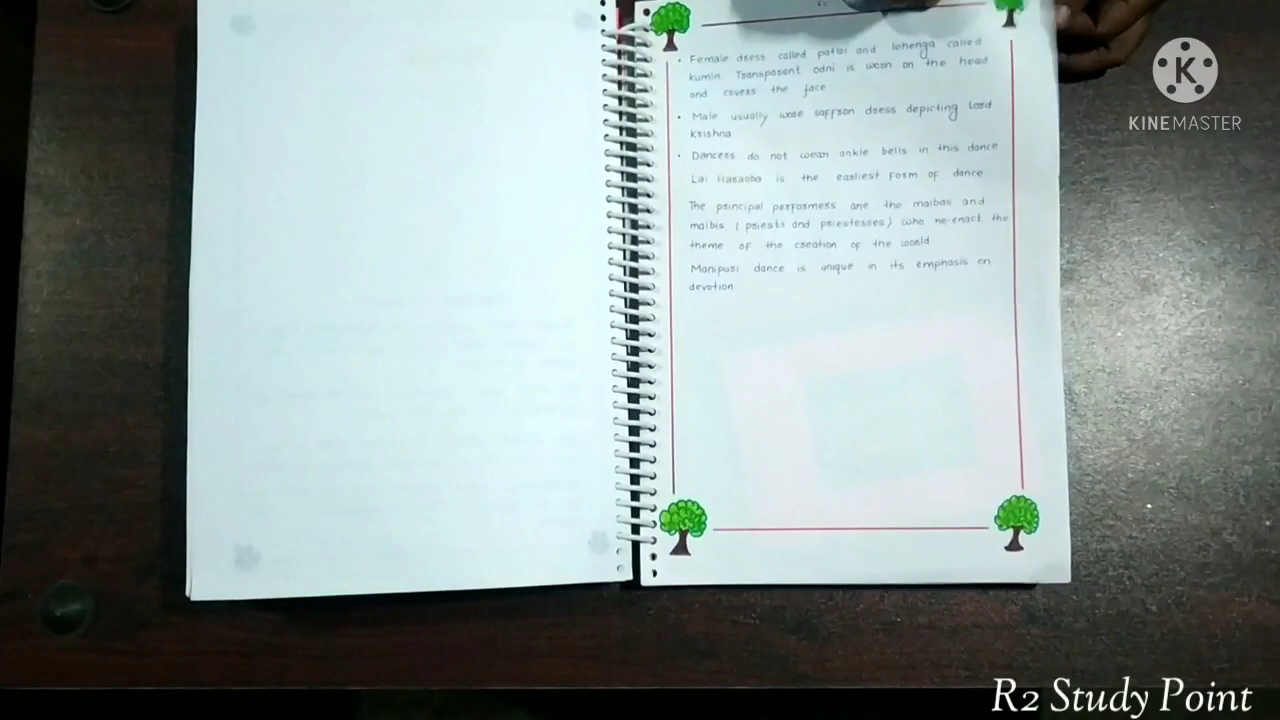 • Female dress called patloi and lehenga called
kumin. Transparent odni is worn on the head
and covers the face
• Male usually wore saffron dress depicting Lord
krishna
• Dancers do not wear ankle bells in this dance
Lai Haraoba is the earliest Form of dance
The principal performers are the maibas and
maibis ( priests and priestesses ) who re-enact the
theme of the creation of the world
Manipuri dance is unique in its emphasis on
devotion
K
KINEMASTER
R2 Study Point